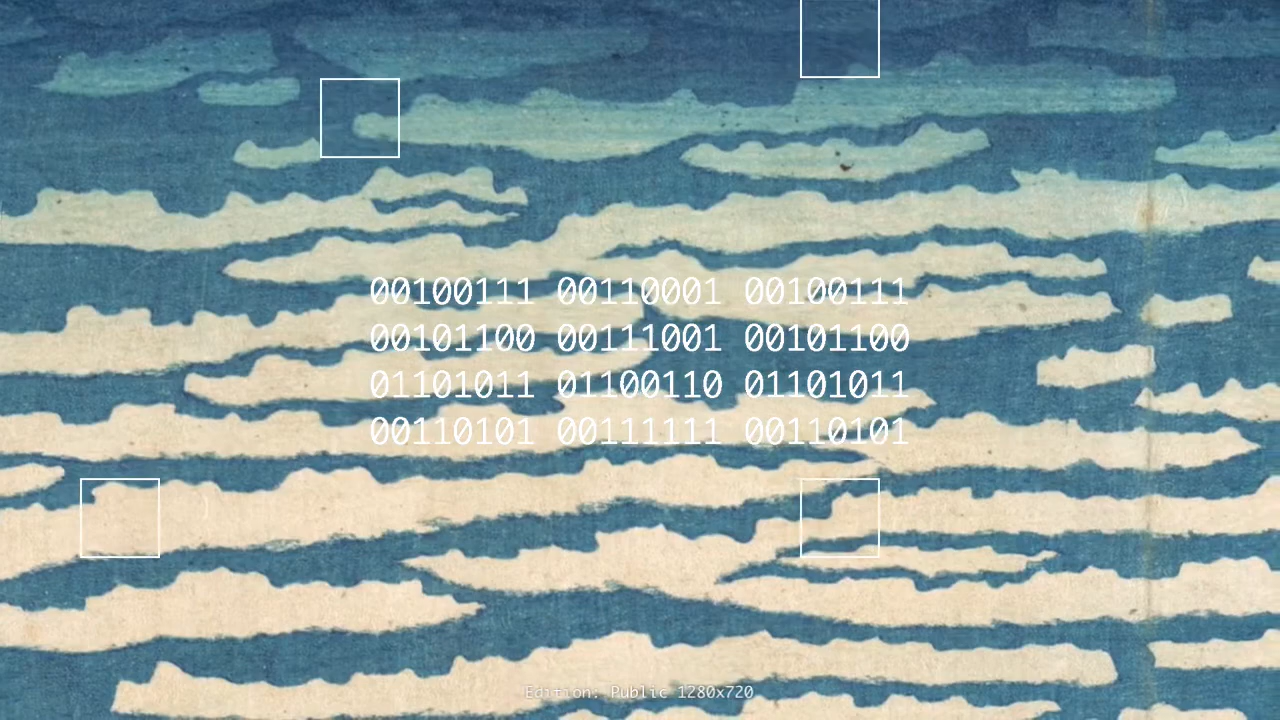 00100111 00110001 00100111
00101100 00111001 00101100
01101011 01100110 01101011
00110101 00111111 00110101
Edition: Public 1280x720